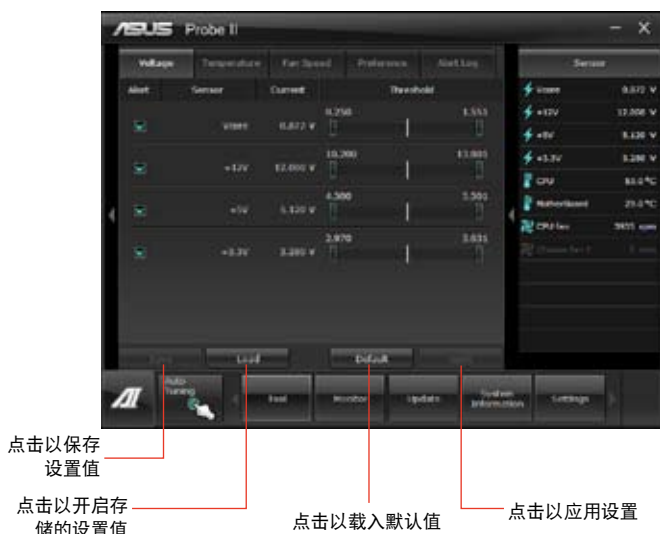 ASUS Probe II
Voltage Temperature Fan Speed Preference Alert Log
Sensor
Alert Sensor Current Threshold
Vcore 0.872 V 0.250 1.551
+12V 12.000 V 10.200 13.801
+5V 5.120 V 4.500 5.501
+3.3V 3.280 V 2.970 3.631
Vcore 0.872 V
+12V 12.000 V
+5V 5.120 V
+3.3V 3.280 V
CPU
Motherboard 29.0°C
CPU fan rpm
Load Default
Auto
Tuning
Tool Monitor Update System
Information Settings
点击以保存
设置值
点击以开启存
储的设置值
点击以载入默认值
点击以应用设置